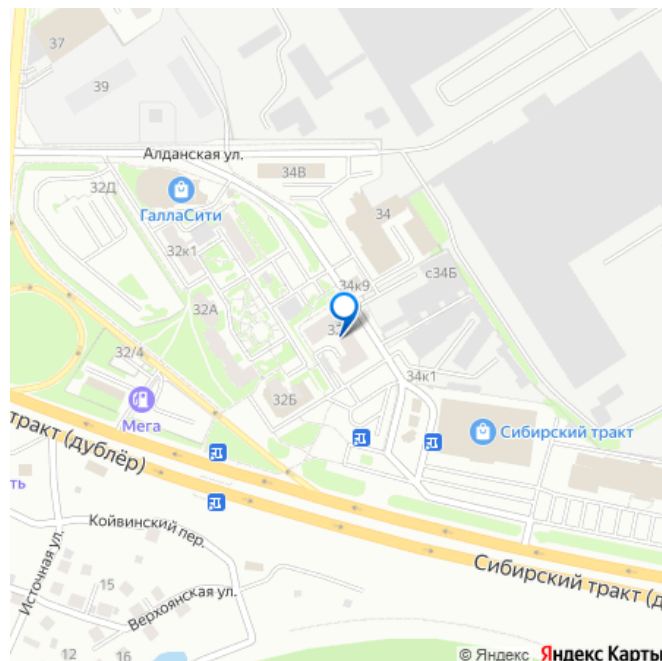 37
39
Алданская ул.
34В
32Д
ГаллаСити
34
32к1
с34Б
34к9
32А
32/4
34к1
32Б
Мега
Сибирский тракт
тракт (дублёр)
ть
Койвинский пер.
Источная ул.
15
Верхоянская ул.
Сибирский тракт (д
12
16
© Яндекс Яндекс Карты